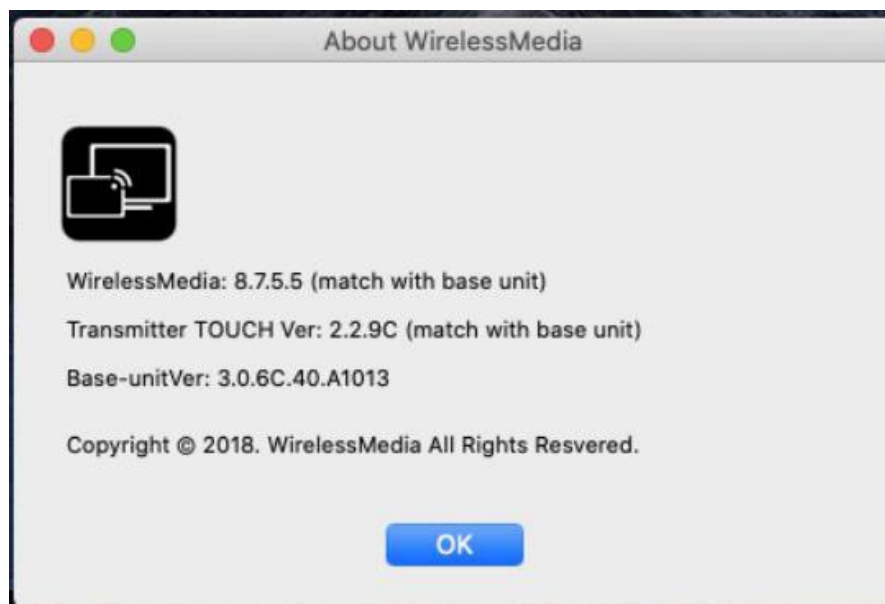 About WirelessMedia
WirelessMedia: 8.7.5.5 (match with base unit)
Transmitter TOUCH Ver: 2.2.9C (match with base unit)
Base-unitVer: 3.0.6C.40.A1013
Copyright © 2018. WirelessMedia All Rights Resvered.
OK